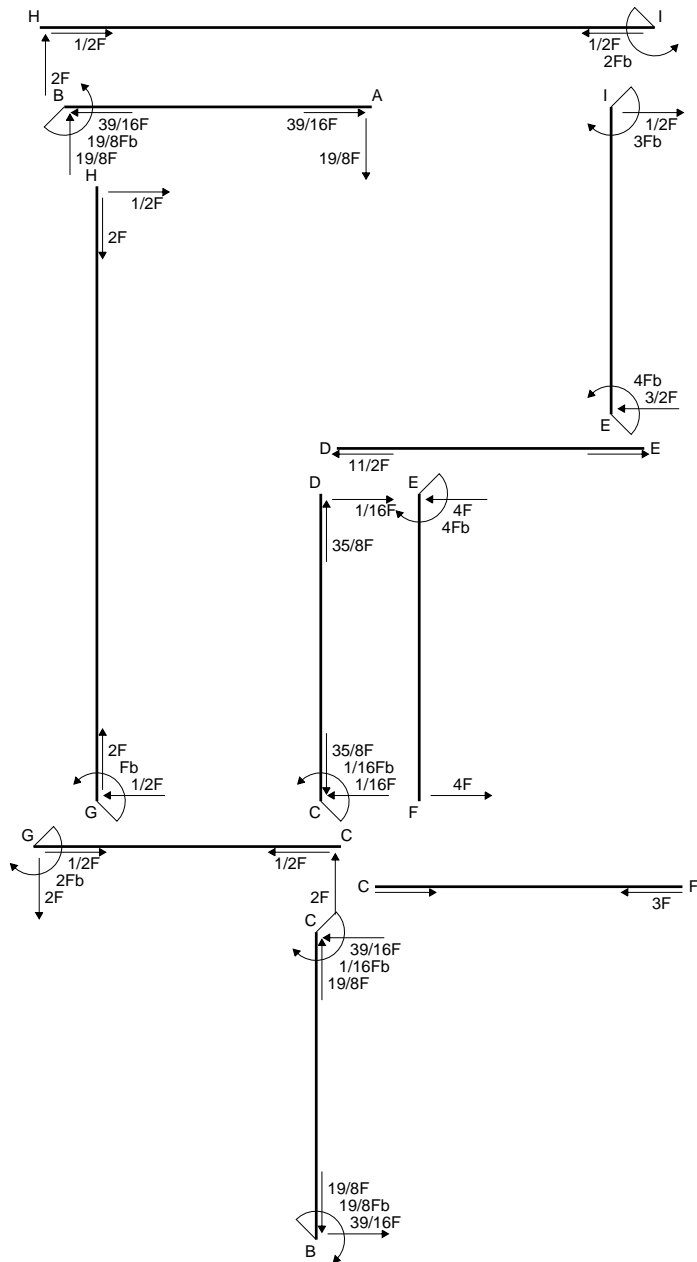 H I
1/2F 1/2F
2Fb
2F
B A I
39/16F 39/16F 1/2F
19/8Fb 3Fb
19/8F 19/8F
H
1/2F
2F
4Fb
3/2F
E
D E
11/2F
D E
1/16F 4F
4Fb
35/8F
2F 35/8F
Fb 1/16Fb
1/2F 1/16F 4F
G C F
G C
1/2F 1/2F
2Fb
2F 2F
C F
3F
C
39/16F
1/16Fb
19/8F
19/8F
19/8Fb
39/16F
B